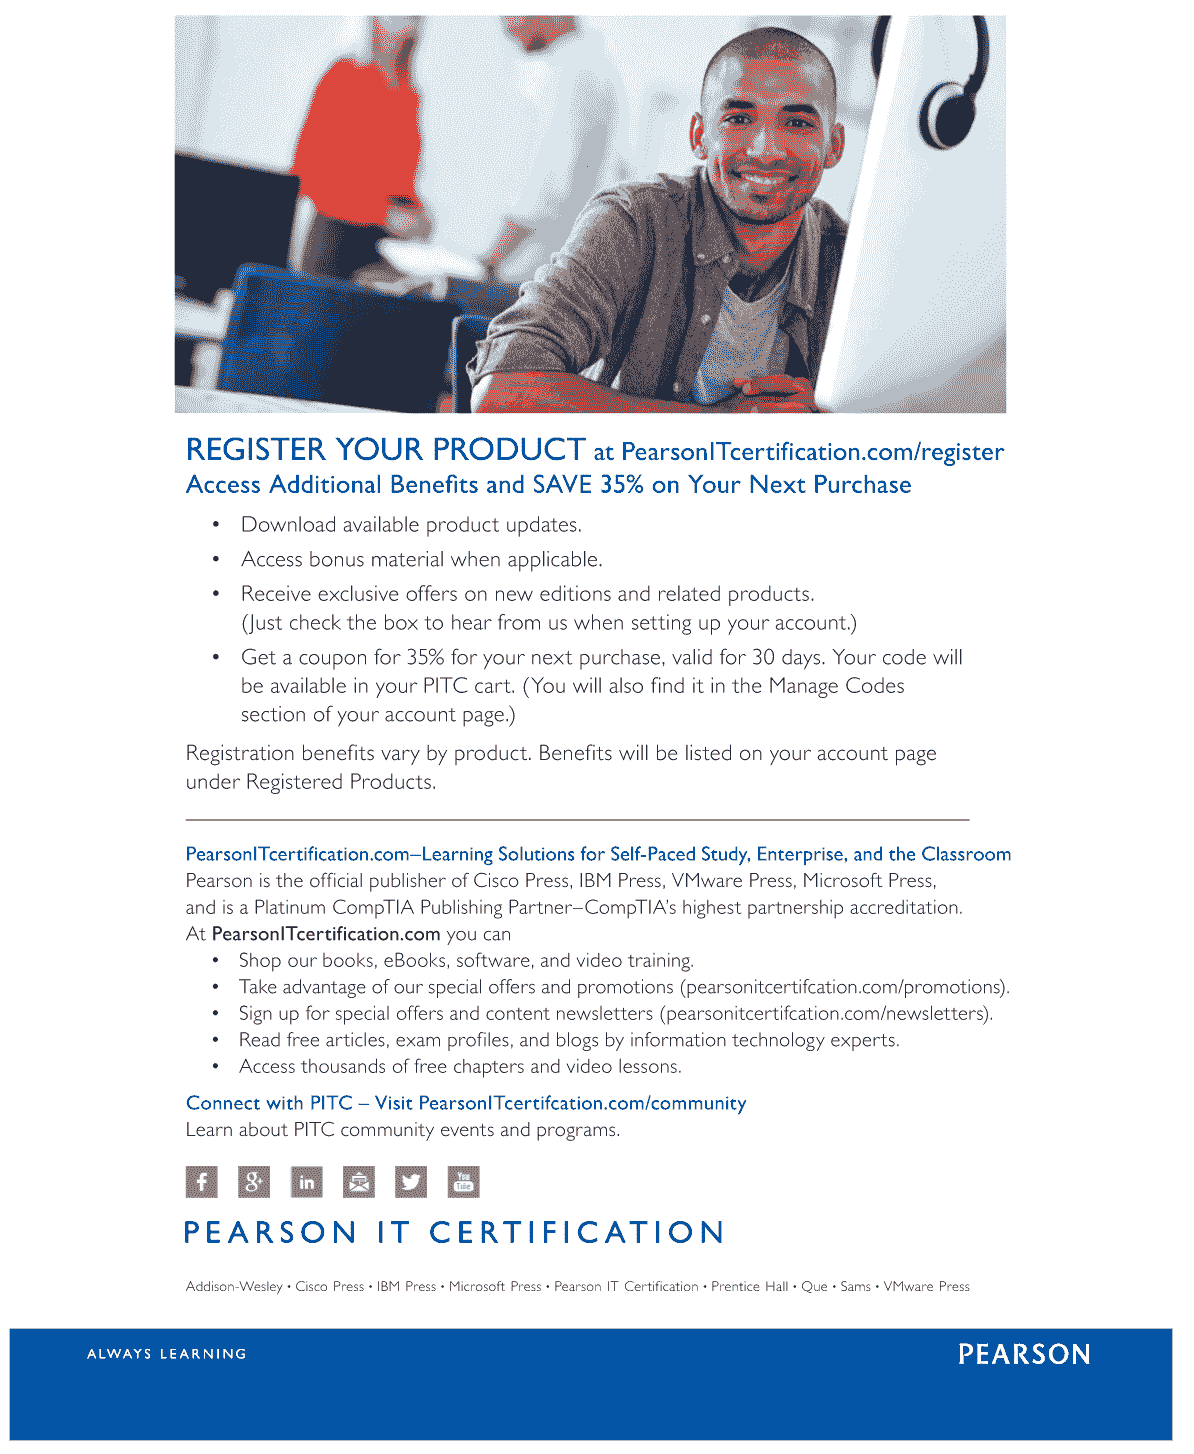 REGISTER YOUR PRODUCT at PearsonITcertification.com/register
Access Additional Benefits and SAVE 35% on Your Next Purchase
• Download available product updates.
• Access bonus material when applicable.
• Receive exclusive offers on new editions and related products.
(Just check the box to hear from us when setting up your account.)
• Get a coupon for 35% for your next purchase, valid for 30 days. Your code will
be available in your PITC cart. (You will also find it in the Manage Codes
section of your account page.)
Registration benefits vary by product. Benefits will be listed on your account page
under Registered Products.
PearsonITcertification.com–Learning Solutions for Self-Paced Study, Enterprise, and the Classroom
Pearson is the official publisher of Cisco Press, IBM Press, VMware Press, Microsoft Press,
and is a Platinum CompTIA Publishing Partner–CompTIA's highest partnership accreditation.
At PearsonITcertification.com you can
• Shop our books, eBooks, software, and video training.
• Take advantage of our special offers and promotions (pearsonitcertifcation.com/promotions).
• Sign up for special offers and content newsletters (pearsonitcertifcation.com/newsletters).
• Read free articles, exam profiles, and blogs by information technology experts.
• Access thousands of free chapters and video lessons.
Connect with PITC – Visit PearsonITcertifcation.com/community
Learn about PITC community events and programs.
f g+ in You Tube
PEARSON IT CERTIFICATION
Addison-Wesley • Cisco Press • IBM Press • Microsoft Press • Pearson IT Certification • Prentice Hall • Que • Sams • VMware Press
ALWAYS LEARNING PEARSON